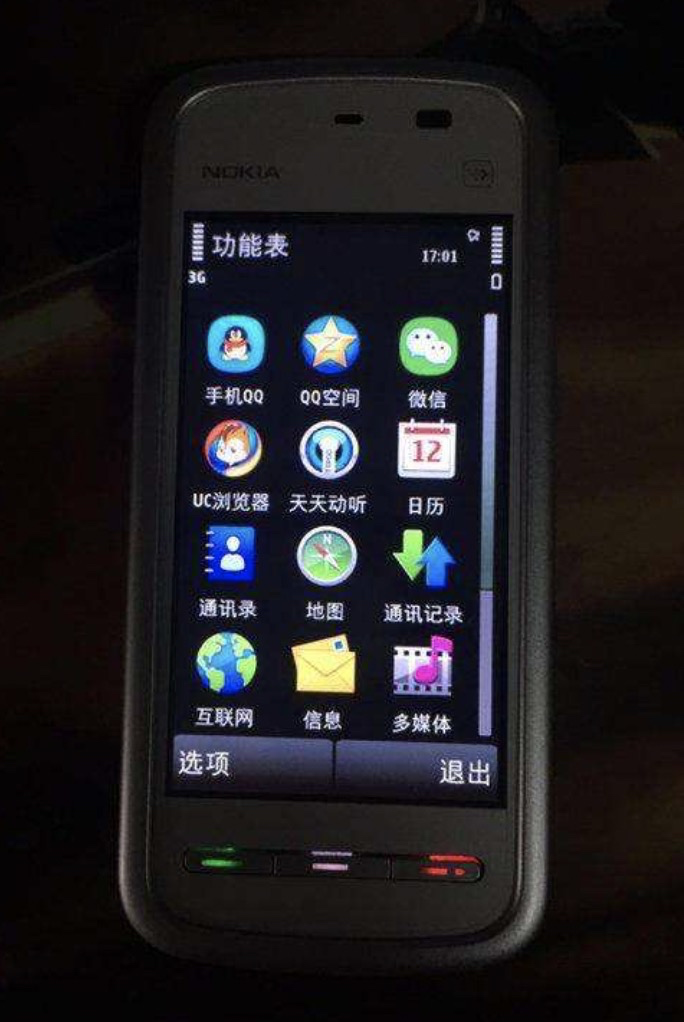 NOKIA
功能表
17:01
3G
手机QQ
QQ空间
微信
12
UC浏览器
天天动听
日历
N
通讯录
地图
通讯记录
互联网
信息
多媒体
选项
退出